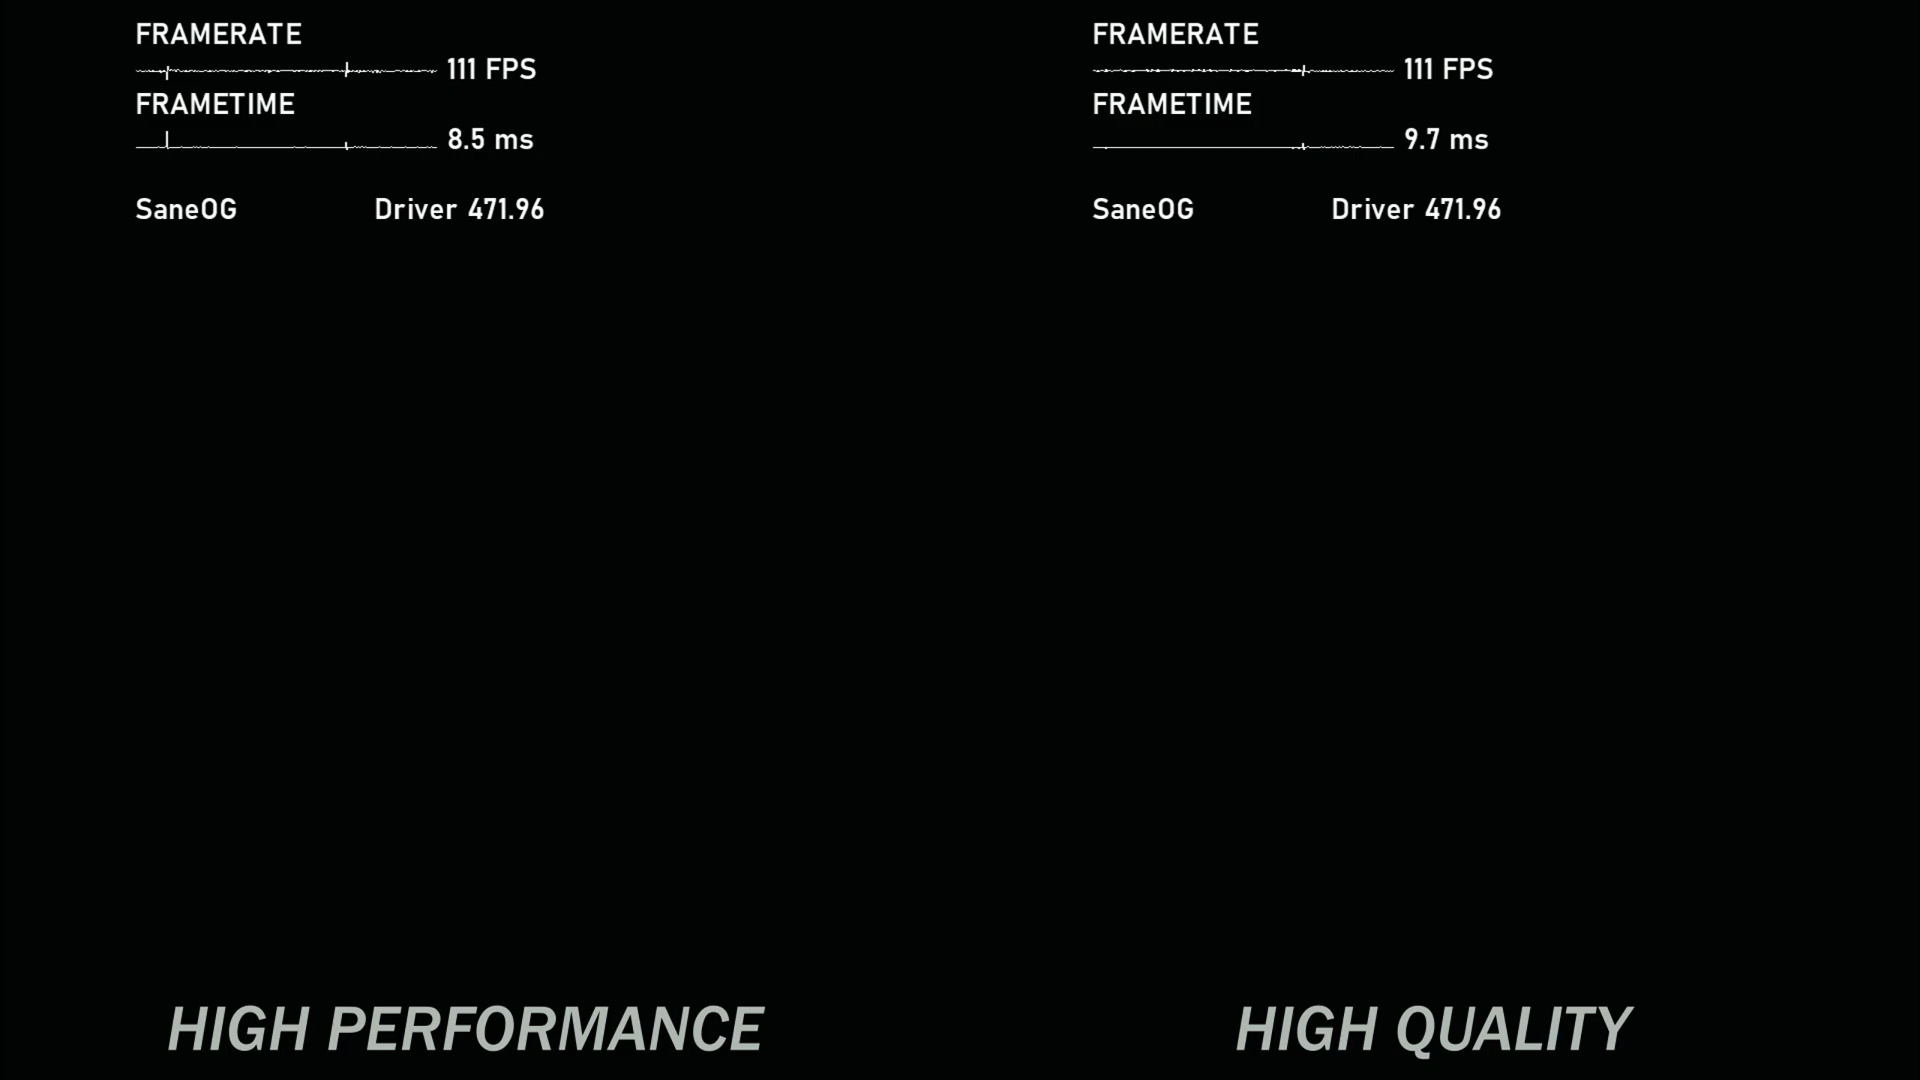 FRAMERATE
111 FPS
FRAMETIME
8.5 ms
SaneOG Driver 471.96
FRAMERATE
111 FPS
FRAMETIME
9.7 ms
SaneOG Driver 471.96
HIGH PERFORMANCE
HIGH QUALITY